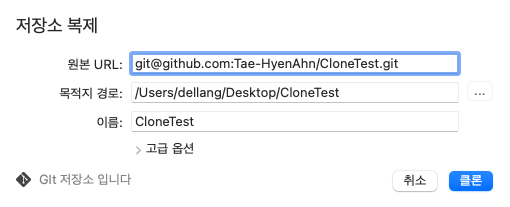 저장소 복제
원본 URL: git@github.com:Tae-HyenAhn/CloneTest.git
목적지 경로: /Users/dellang/Desktop/CloneTest ...
이름: CloneTest
고급 옵션
GIt 저장소 입니다 취소 클론